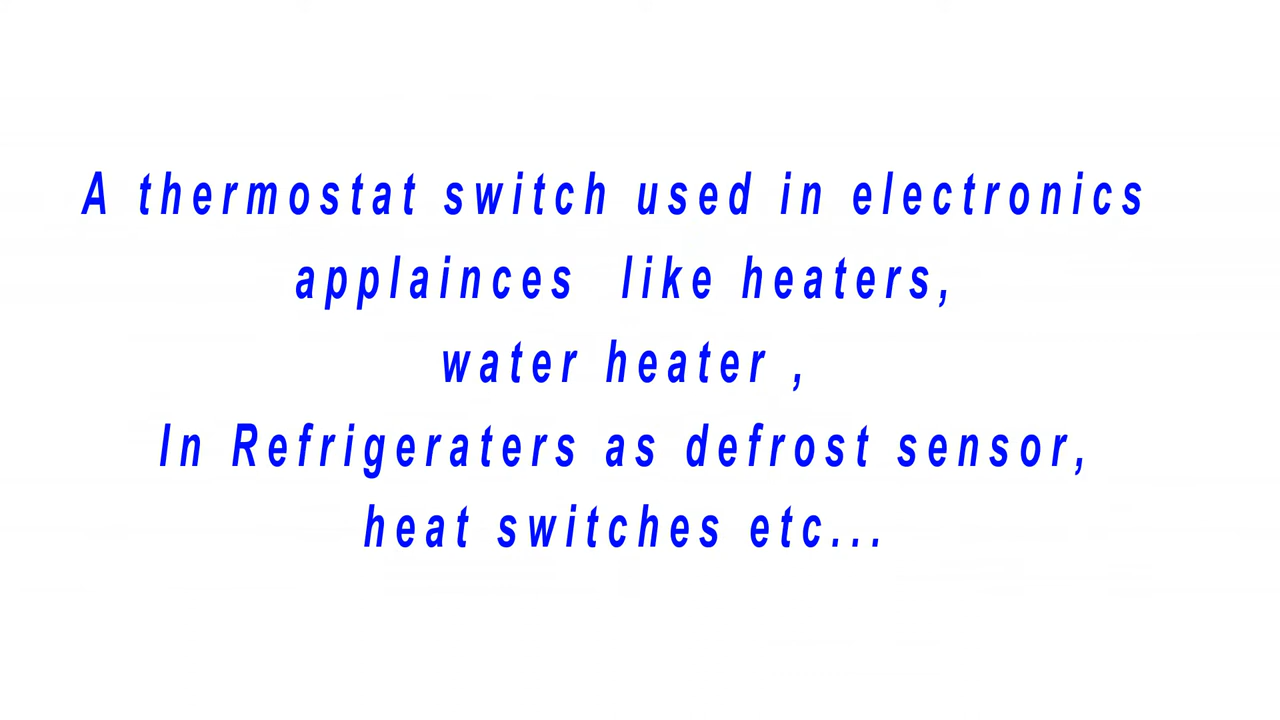 A thermostat switch used in electronics
applainces like heaters,
water heater ,
In Refrigeraters as defrost sensor,
heat switches etc...